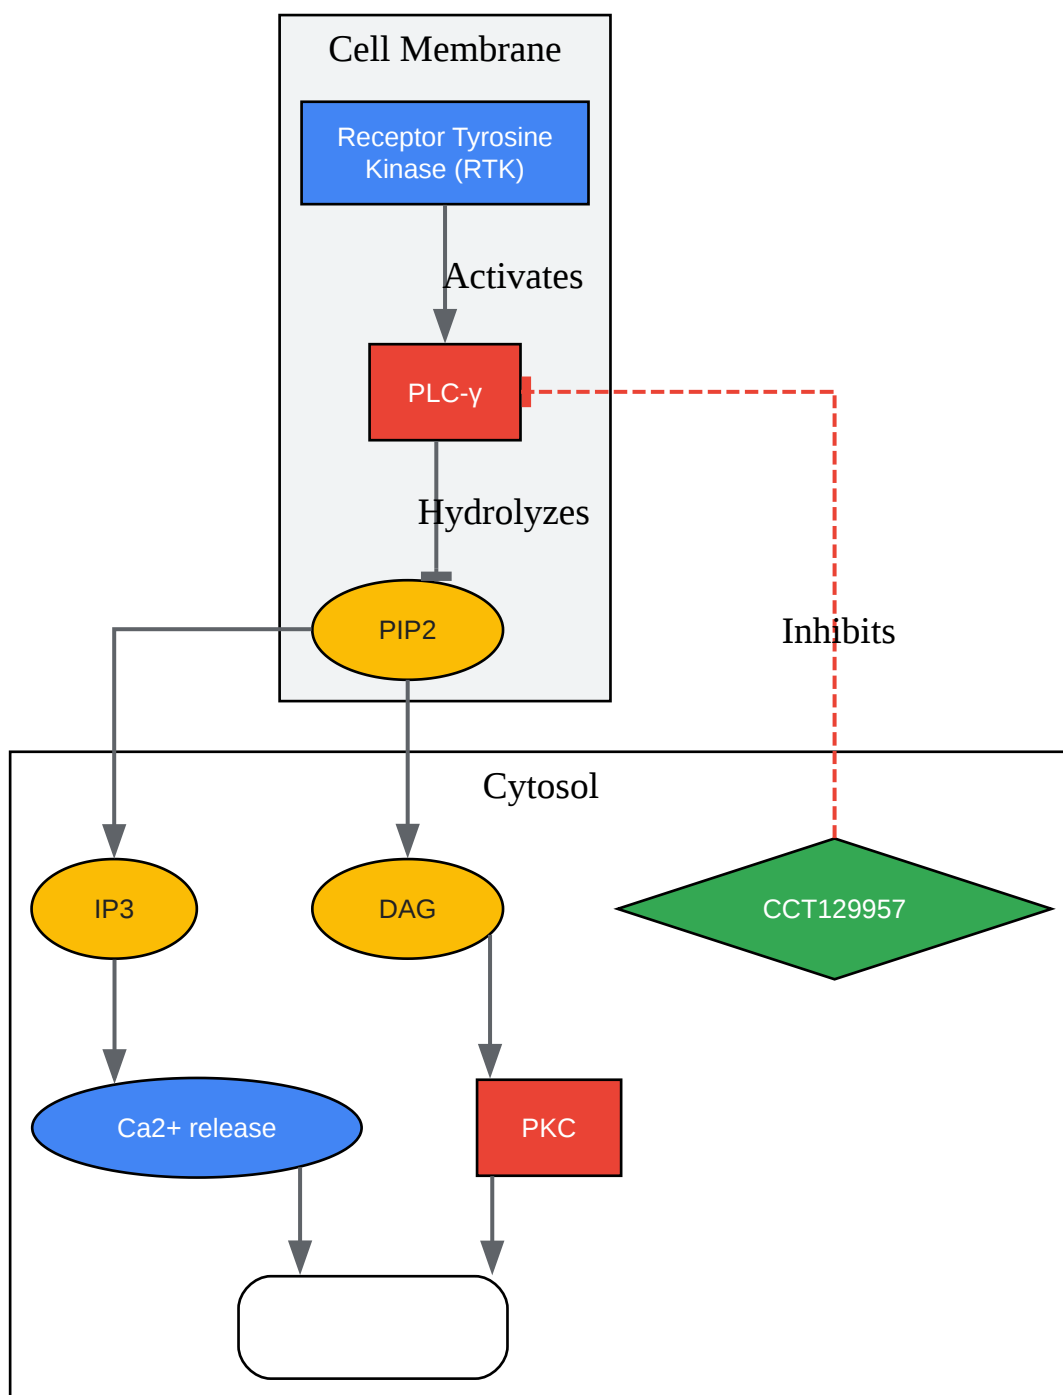 Cell Membrane
Receptor Tyrosine
Kinase (RTK)
Activates
PLC-γ
Hydrolyzes
PIP2
Inhibits
Cytosol
IP3
DAG
CCT129957
Ca2+ release
PKC